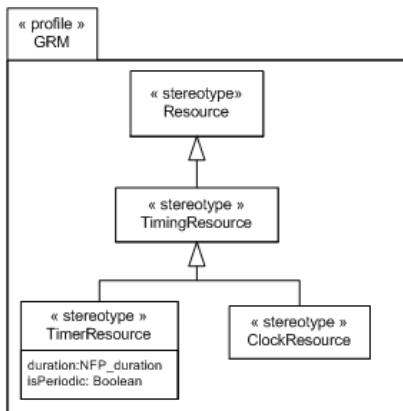 « profile »
GRM
« stereotype»
Resource
« stereotype »
TimingResource
« stereotype »
TimerResource
duration:NFP_duration
isPeriodic: Boolean
« stereotype »
ClockResource